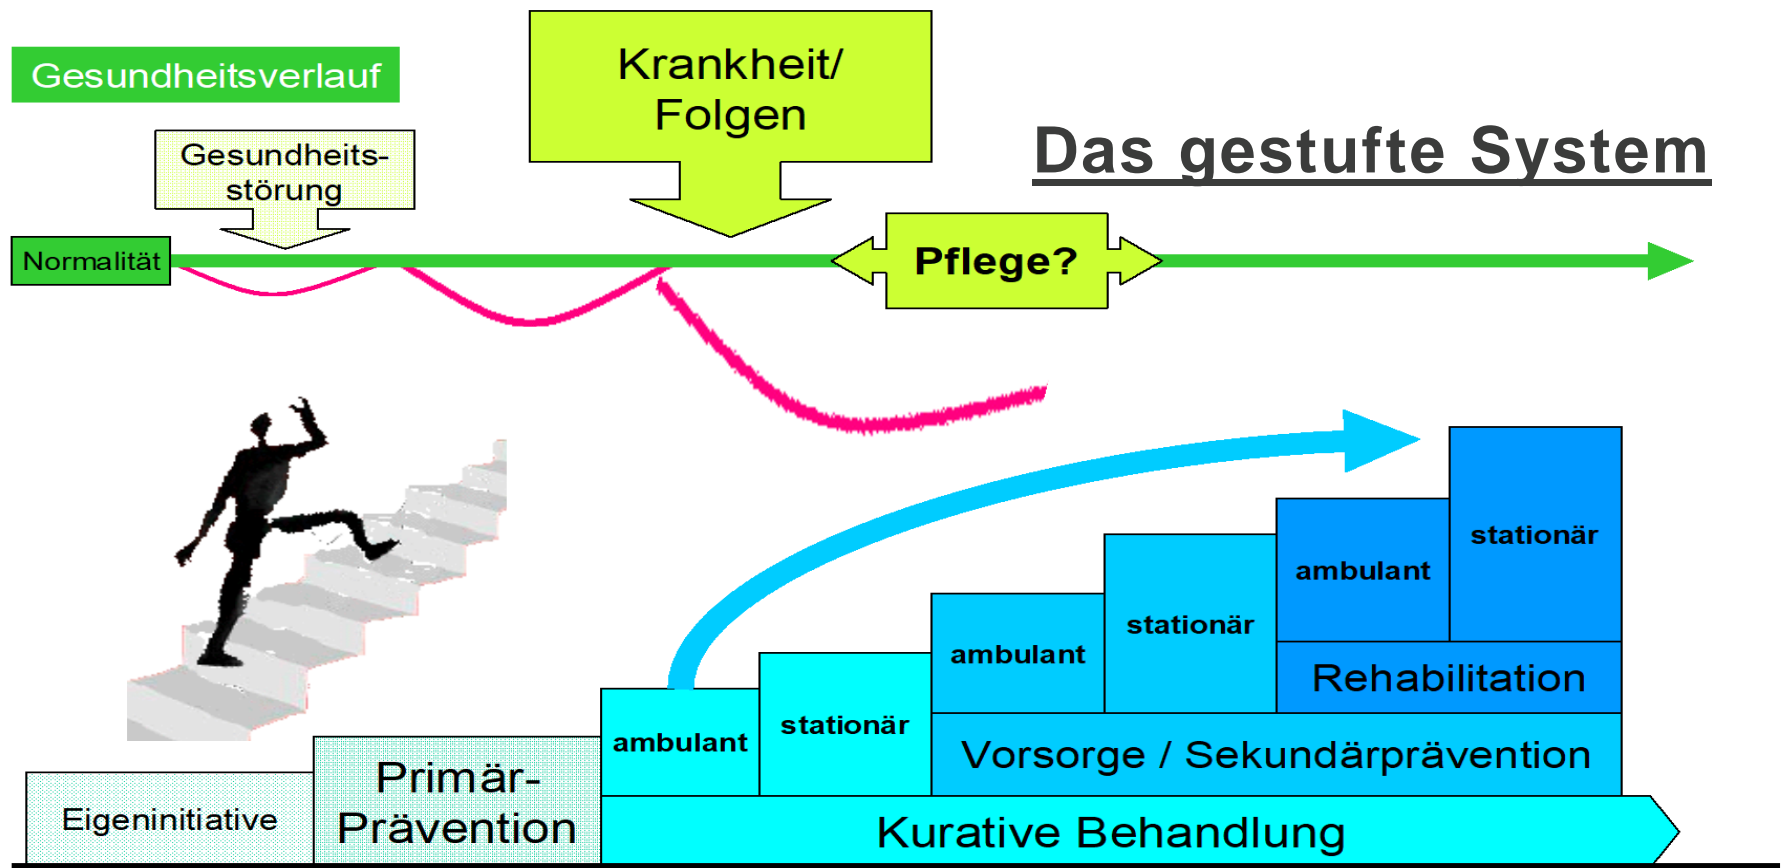 Gesundheitsverlauf
Krankheit/
Folgen
Das gestufte System
Gesundheits-
störung
Normalität
Pflege?
stationär
ambulant
stationär
ambulant
Rehabilitation
stationär
ambulant
Vorsorge / Sekundärprävention
Primär-
Prävention
Eigeninitiative
Kurative Behandlung